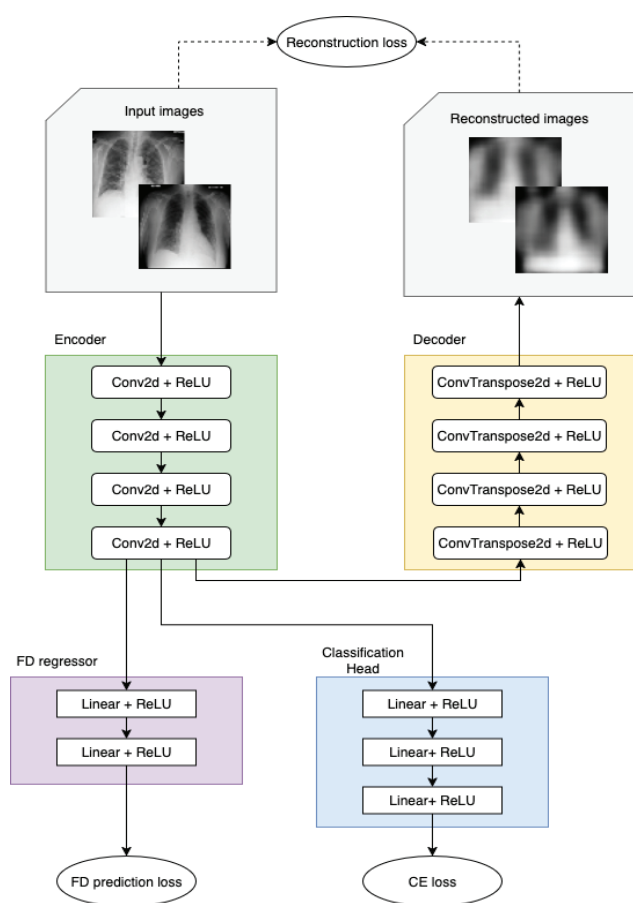 Reconstruction loss
Input images
Reconstructed images
Encoder
Conv2d + ReLU
Conv2d + ReLU
Conv2d + ReLU
Conv2d + ReLU
Decoder
ConvTranspose2d + ReLU
ConvTranspose2d + ReLU
ConvTranspose2d + ReLU
ConvTranspose2d + ReLU
FD regressor
Linear + ReLU
Linear + ReLU
FD prediction loss
Classification
Head
Linear + ReLU
Linear+ ReLU
Linear+ ReLU
CE loss